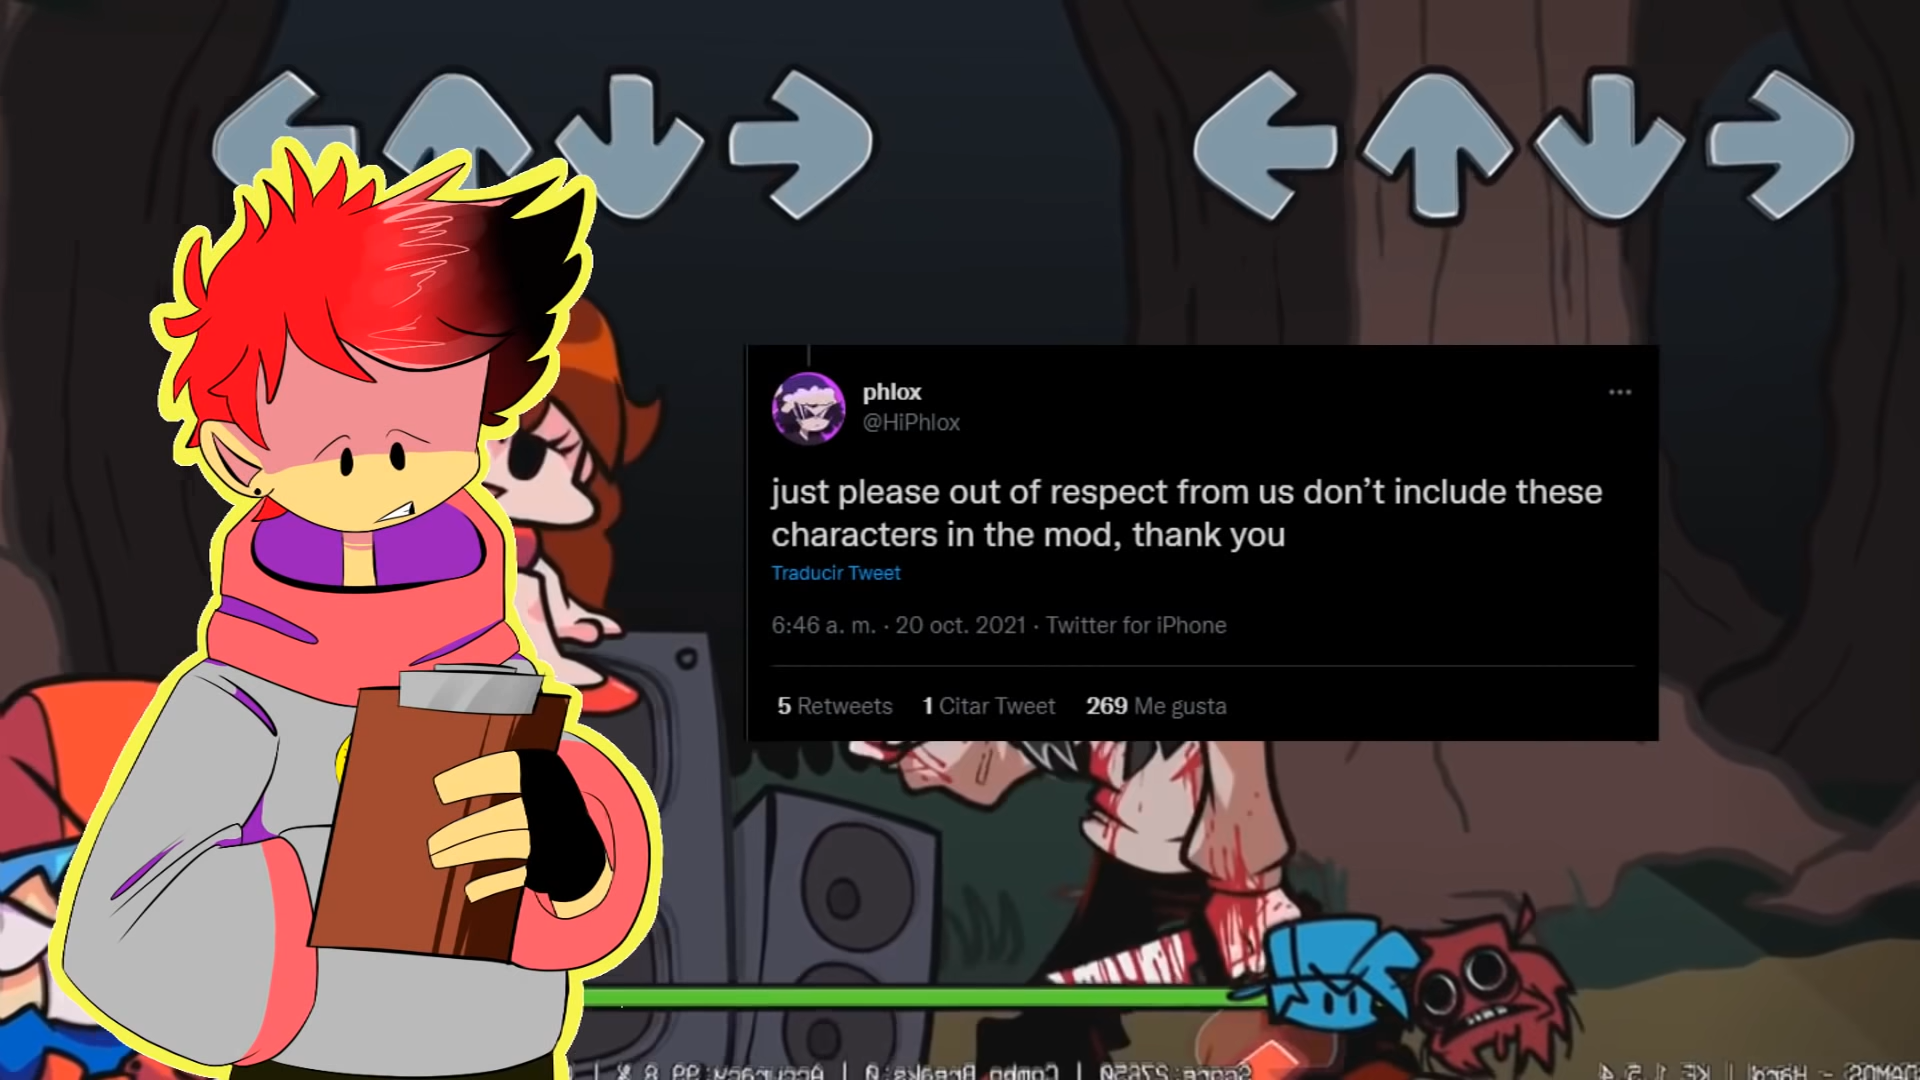 phlox
@HiPhlox
just please out of respect from us don't include these
characters in the mod, thank you
Traducir Tweet
6:46 a. m. · 20 oct. 2021 · Twitter for iPhone
5 Retweets 1 Citar Tweet 269 Me gusta